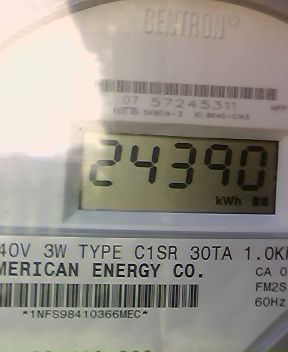 CENTRON®
07 57245311
24390
kWh
40V 3W TYPE C1SR 30TA 1.0K
MERICAN ENERGY CO.
CA 0
FM2S
60Hz
*1NFS98410366MEC*